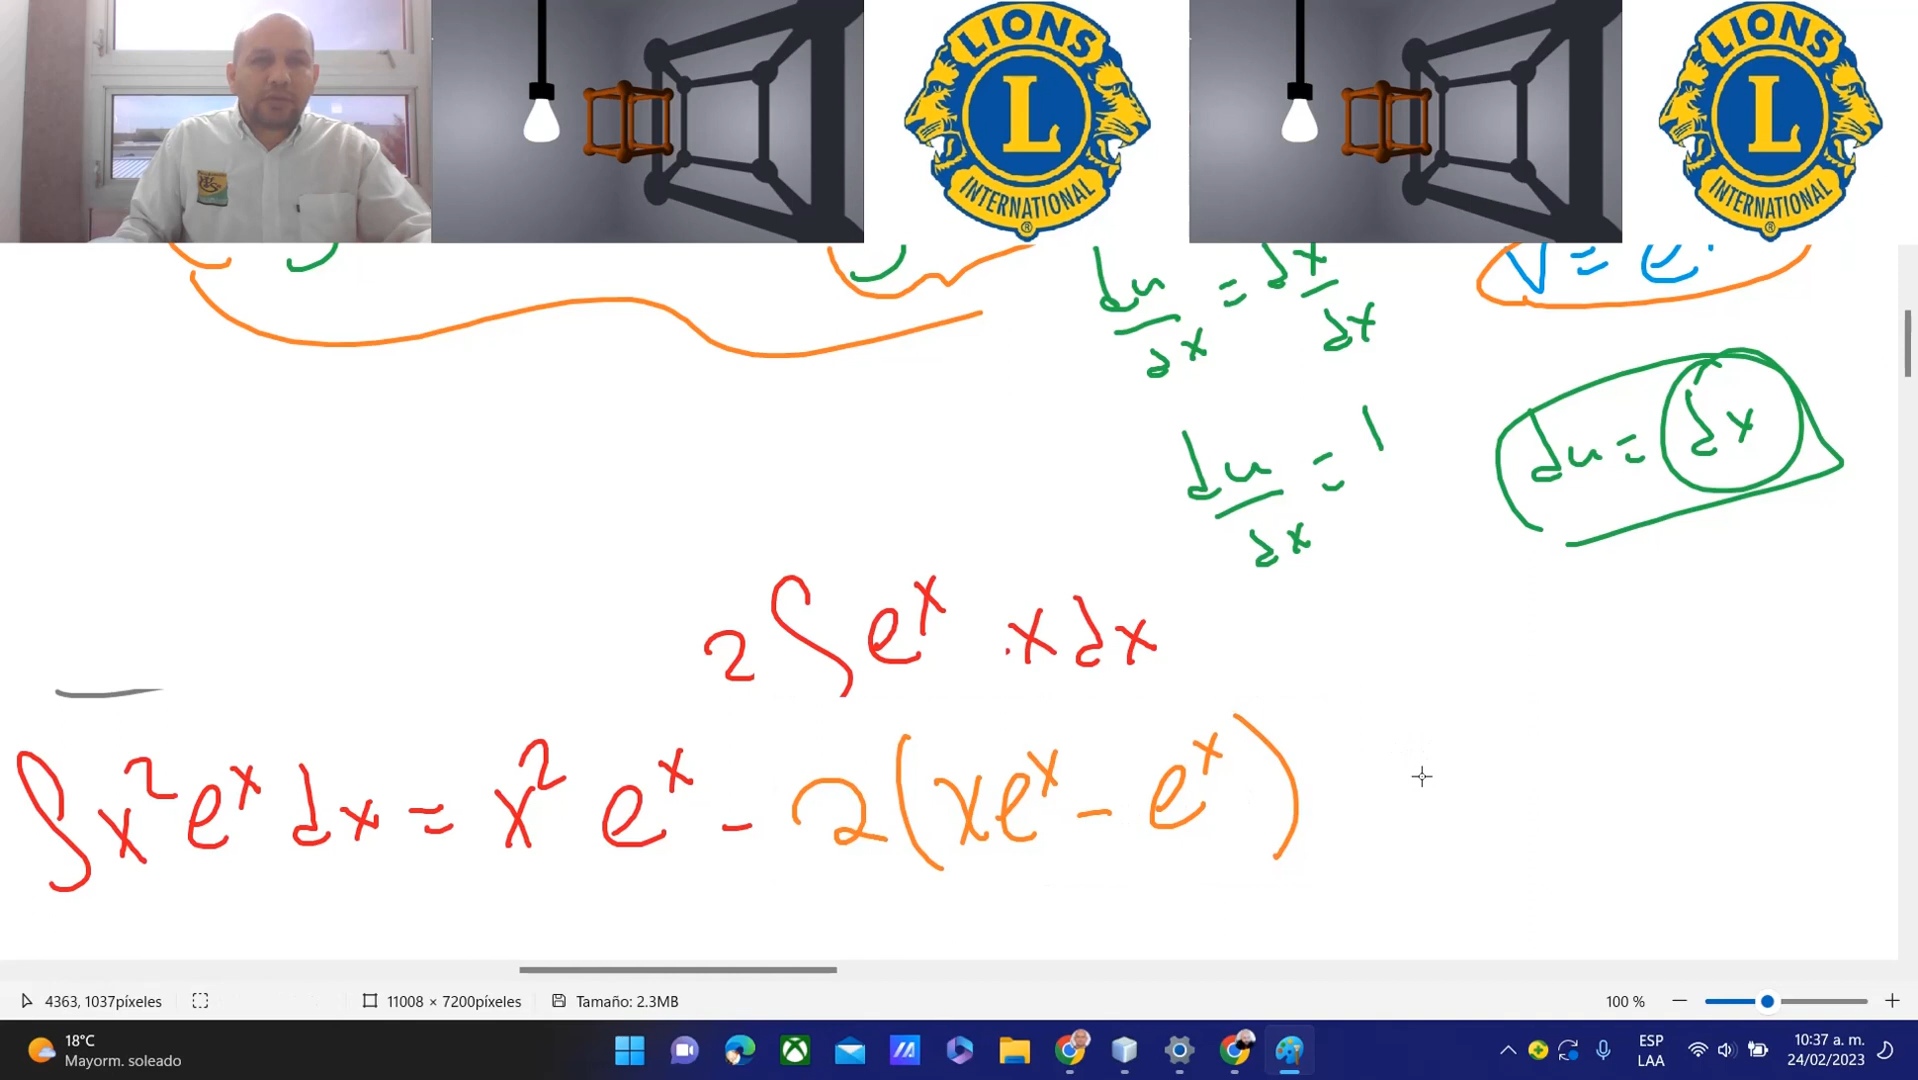 LIONS
L
INTERNATIONAL
®
LIONS
L
INTERNATIONAL
®
du/dx = dx/dx
V = e
du/dx = 1
du = dx
2∫e^x .x dx
∫x²e^x dx = x² e^x - 2(xe^x - e^x)
4363, 1037píxeles
11008 × 7200píxeles
Tamaño: 2.3MB
100 %
18°C
Mayorm. soleado
ESP
LAA
10:37 a. m.
24/02/2023